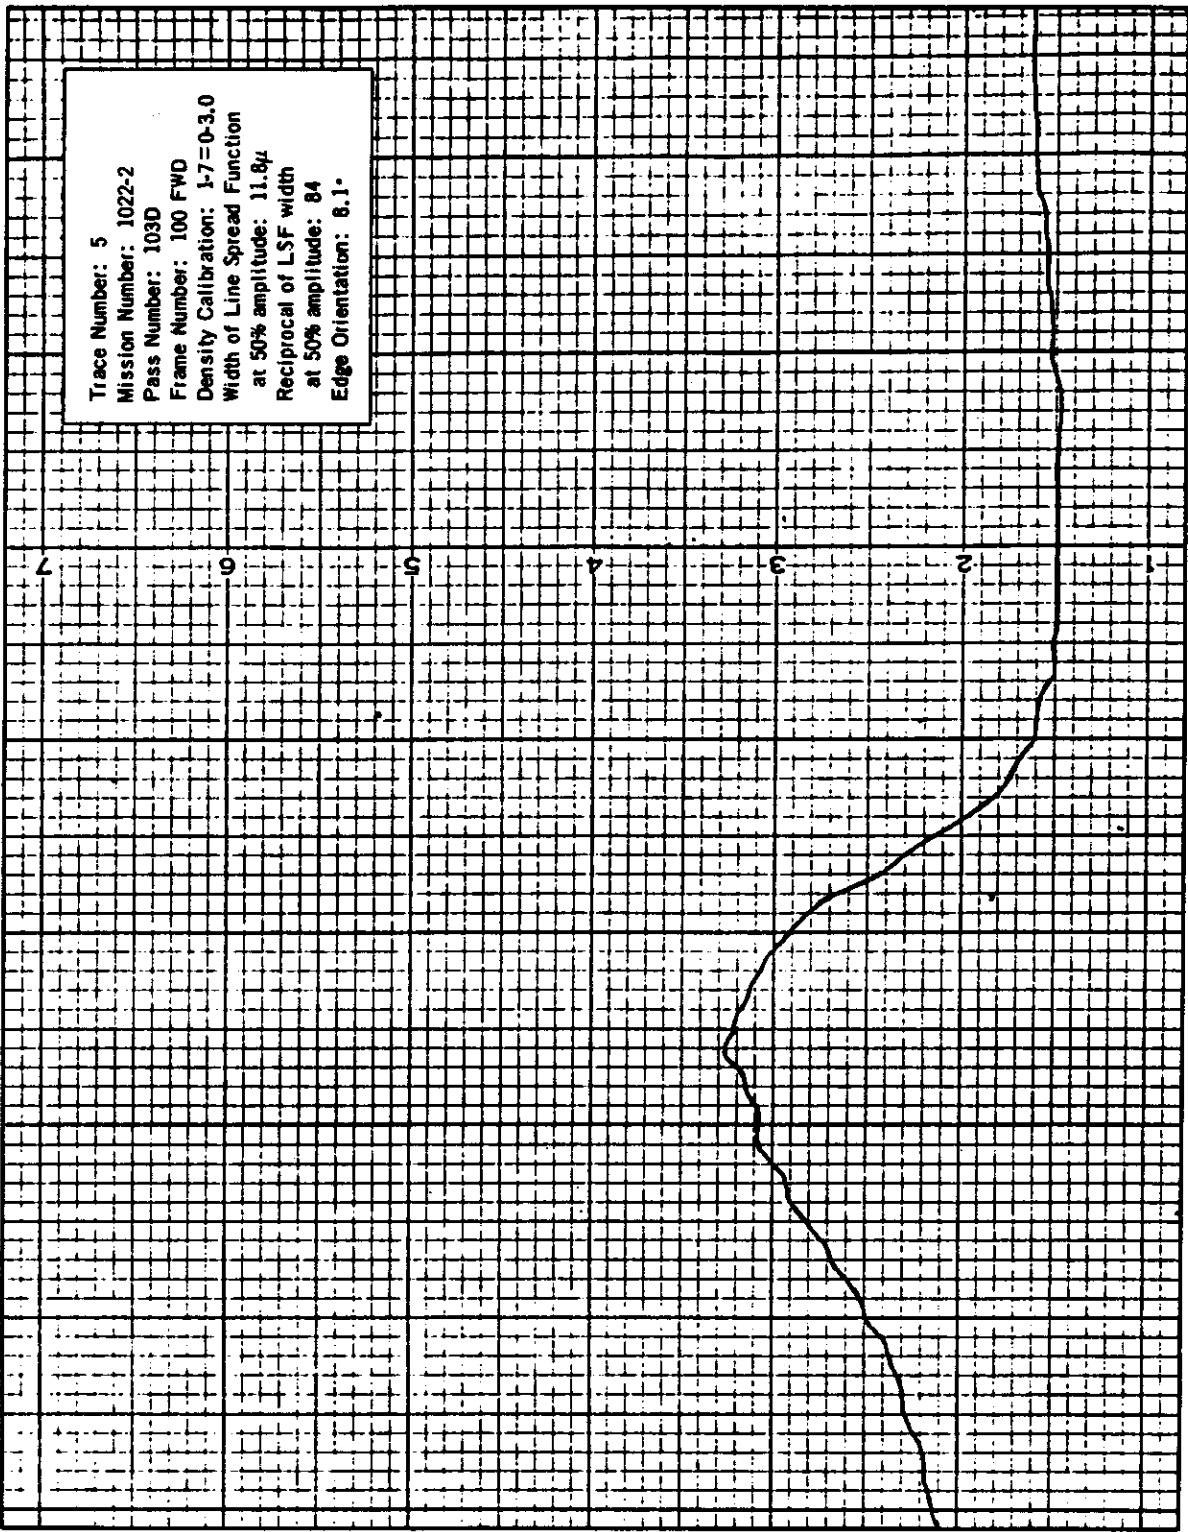 Trace Number: 5
Mission Number: 1022-2
Pass Number: 103D
Frame Number: 100 FWD
Density Calibration: 1-7=0-3.0
Width of Line Spread Function
at 50% amplitude: 11.8μ
Reciprocal of LSF width
at 50% amplitude: 84
Edge Orientation: 8.1°
7
6
5
4
3
2
1